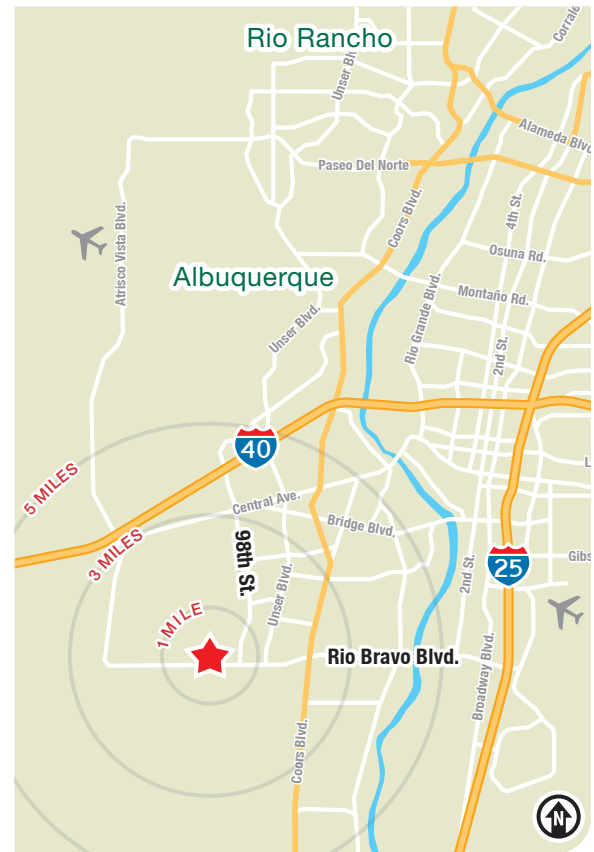 Rio Rancho
Unser Blvd.
Corrale
Alameda Blvd.
Paseo Del Norte
Coors Blvd.
4th St.
Atrisco Vista Blvd.
Osuna Rd.
Albuquerque
Montaño Rd.
Rio Grande Blvd.
Unser Blvd.
2nd St.
40
5 MILES
Central Ave.
3 MILES
Bridge Blvd.
98th St.
Unser Blvd.
2nd St.
25
Gibs
1 MILE
Rio Bravo Blvd.
Broadway Blvd.
Coors Blvd.
L
N